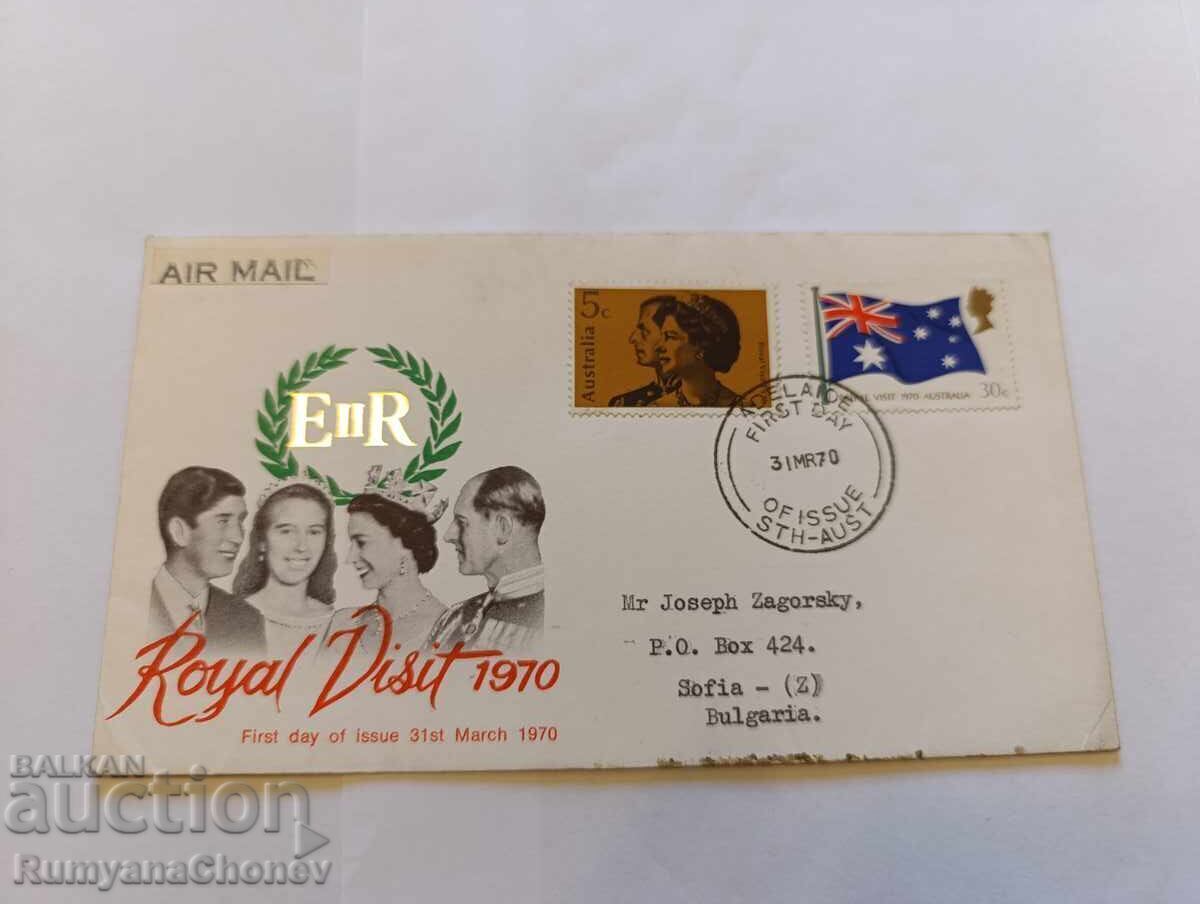 AIR MAIL
EIIR
Royal Visit 1970
First day of issue 31st March 1970
5c
Australia
VISIT 1970 AUSTRALIA
30c
ADELAIDE
FIRST DAY
31MR70
OF ISSUE
STH-AUST
Mr Joseph Zagorsky,
P.O. Box 424.
Sofia - (Z)
Bulgaria.
BALKAN
auction
RumyanaChonev